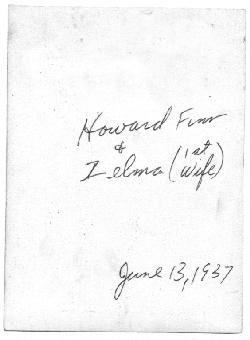 Howard Finn
&
Zelma (1st Wife)
June 13, 1937